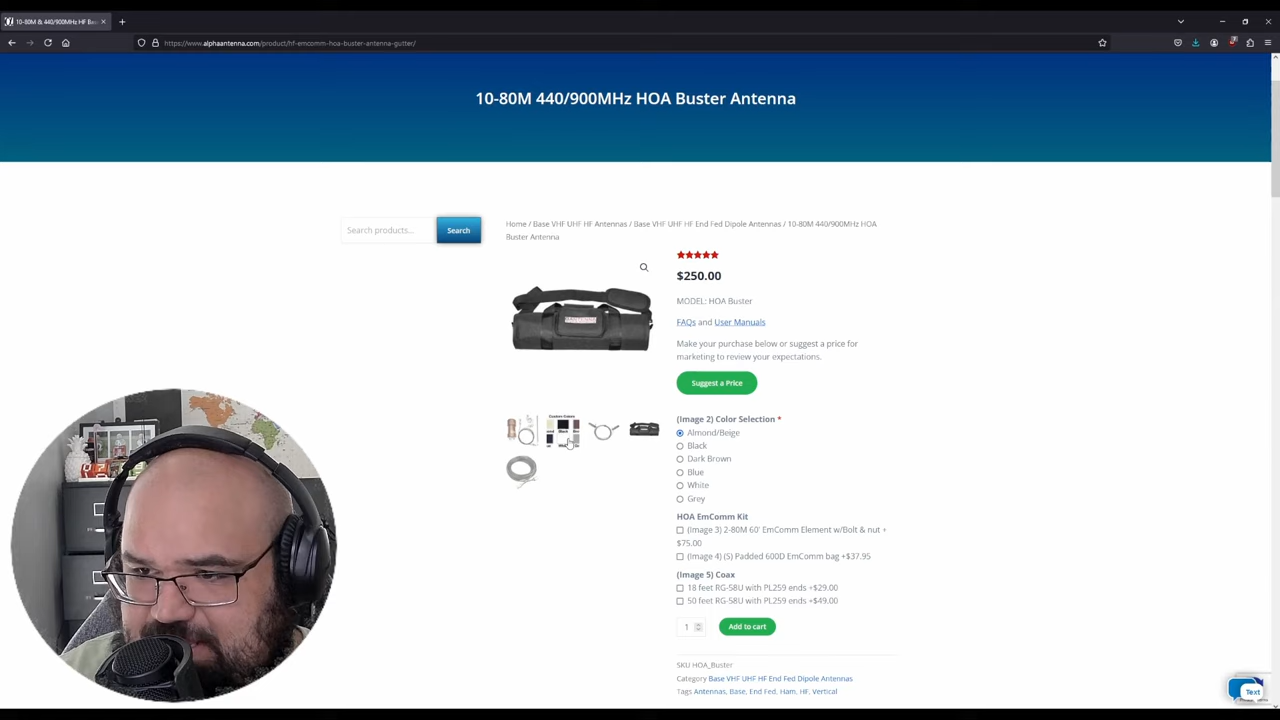 10-80M & 440/900MHz HF Bas
https://www.alphaantenna.com/product/hf-emcomm-hoa-buster-antenna-gutter/
10-80M 440/900MHz HOA Buster Antenna
Search products...
Search
Home / Base VHF UHF HF Antennas / Base VHF UHF HF End Fed Dipole Antennas / 10-80M 440/900MHz HOA
Buster Antenna
$250.00
MODEL: HOA Buster
FAQs and User Manuals
Make your purchase below or suggest a price for
marketing to review your expectations.
Suggest a Price
(Image 2) Color Selection *
Almond/Beige
Black
Dark Brown
Blue
White
Grey
HOA EmComm Kit
(Image 3) 2-80M 60' EmComm Element w/Bolt & nut +
$75.00
(Image 4) (S) Padded 600D EmComm bag +$37.95
(Image 5) Coax
18 feet RG-58U with PL259 ends +$29.00
50 feet RG-58U with PL259 ends +$49.00
1
Add to cart
SKU HOA_Buster
Category Base VHF UHF HF End Fed Dipole Antennas
Tags Antennas, Base, End Fed, Ham, HF, Vertical
Text